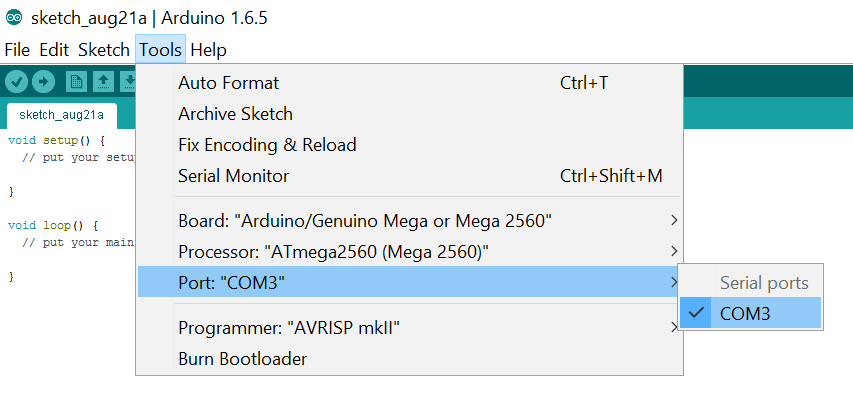 sketch_aug21a | Arduino 1.6.5
File Edit Sketch Tools Help
Auto Format Ctrl+T
Archive Sketch
Fix Encoding & Reload
Serial Monitor Ctrl+Shift+M
Board: "Arduino/Genuino Mega or Mega 2560"
Processor: "ATmega2560 (Mega 2560)"
Port: "COM3"
Programmer: "AVRISP mkII"
Burn Bootloader
Serial ports
COM3
sketch_aug21a
void setup() {
// put your setup
}
void loop() {
// put your main
}